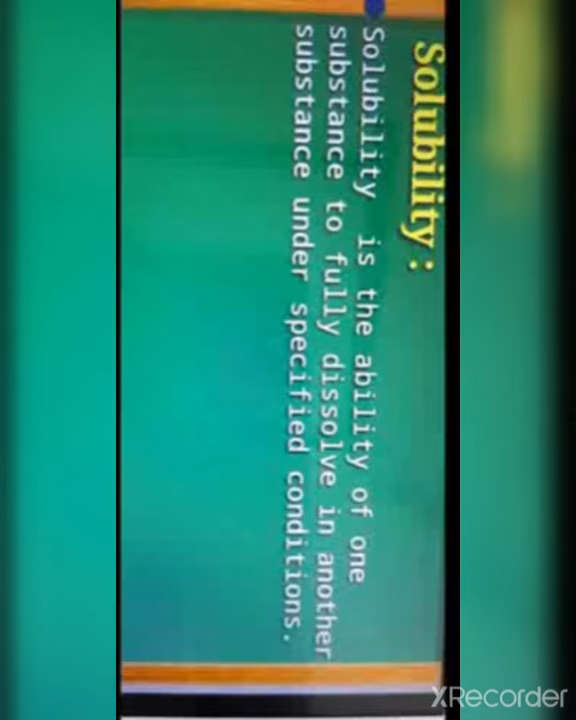 Solubility:
Solubility is the ability of one
substance to fully dissolve in another
substance under specified conditions.
XRecorder